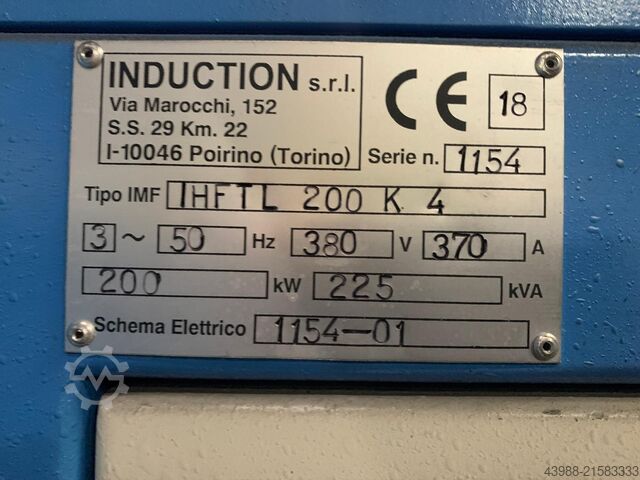 INDUCTION s.r.l.
Via Marocchi, 152
S.S. 29 Km. 22
I-10046 Poirino (Torino)
CE 18
Serie n. 1154
Tipo IMF IHFTL 200 K 4
3 ~ 50 Hz 380 V 370 A
200 kW 225 kVA
Schema Elettrico 1154-01
43988-21583333